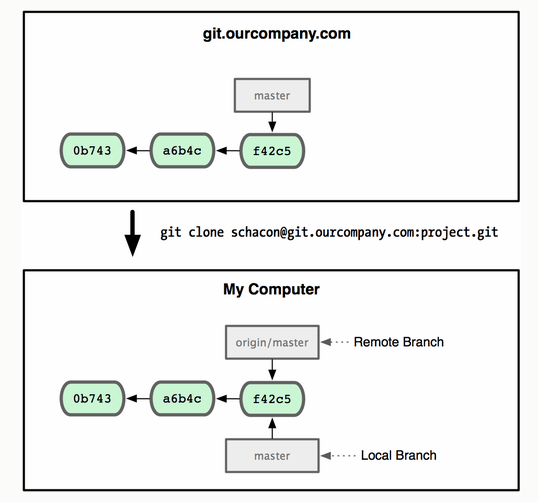 git.ourcompany.com
master
0b743 a6b4c f42c5
git clone schacon@git.ourcompany.com:project.git
My Computer
origin/master Remote Branch
0b743 a6b4c f42c5
master Local Branch